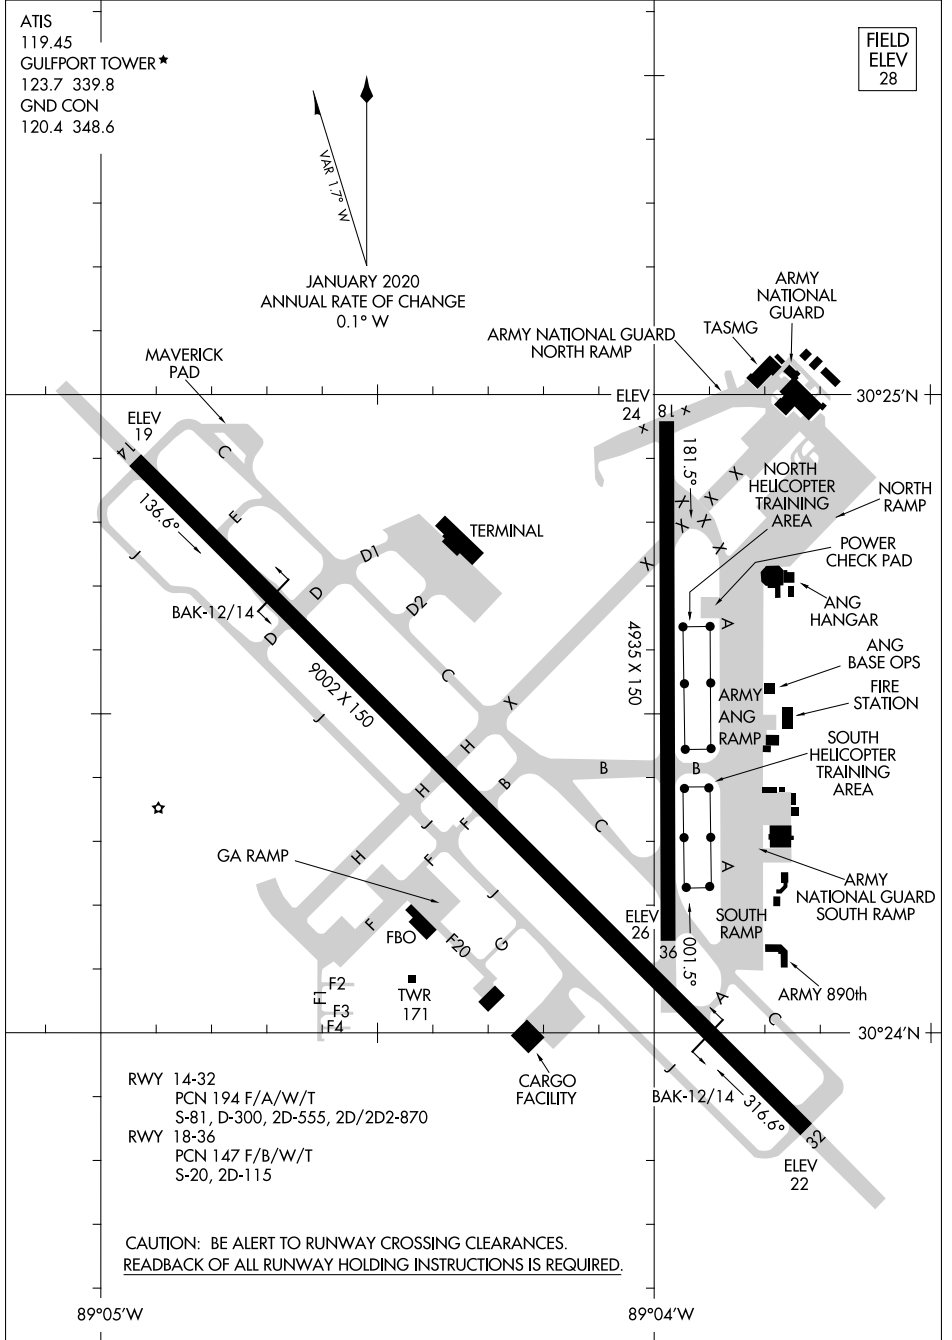 ATIS
119.45
GULFPORT TOWER
123.7 339.8
GND CON
120.4 348.6
FIELD
ELEV
28
VAR 1.7° W
JANUARY 2020
ANNUAL RATE OF CHANGE
0.1° W
ARMY
NATIONAL
GUARD
TASMG
ARMY NATIONAL GUARD
NORTH RAMP
MAVERICK
PAD
30°25'N
ELEV
24
18
X
X
ELEV
19
14
C
181.5°
X
NORTH
HELICOPTER
TRAINING
AREA
NORTH
RAMP
136.6°
E
X
X
X
X
X
X
TERMINAL
D1
J
POWER
CHECK PAD
BAK-12/14
D
D2
D
ANG
HANGAR
A
4935 X 150
9002 X 150
C
J
X
ARMY
ANG
RAMP
ANG
BASE OPS
FIRE
STATION
SOUTH
HELICOPTER
TRAINING
AREA
H
B
B
B
H
J
F
C
H
F
GA RAMP
A
J
ARMY
NATIONAL GUARD
SOUTH RAMP
F
FBO
F20
G
ELEV
26
36
001.5°
SOUTH
RAMP
F1
F2
F3
F4
TWR
171
ARMY 890th
A
C
30°24'N
CARGO
FACILITY
J
BAK-12/14
316.6°
32
ELEV
22
RWY 14-32
PCN 194 F/A/W/T
S-81, D-300, 2D-555, 2D/2D2-870
RWY 18-36
PCN 147 F/B/W/T
S-20, 2D-115
CAUTION: BE ALERT TO RUNWAY CROSSING CLEARANCES.
READBACK OF ALL RUNWAY HOLDING INSTRUCTIONS IS REQUIRED.
89°05'W
89°04'W